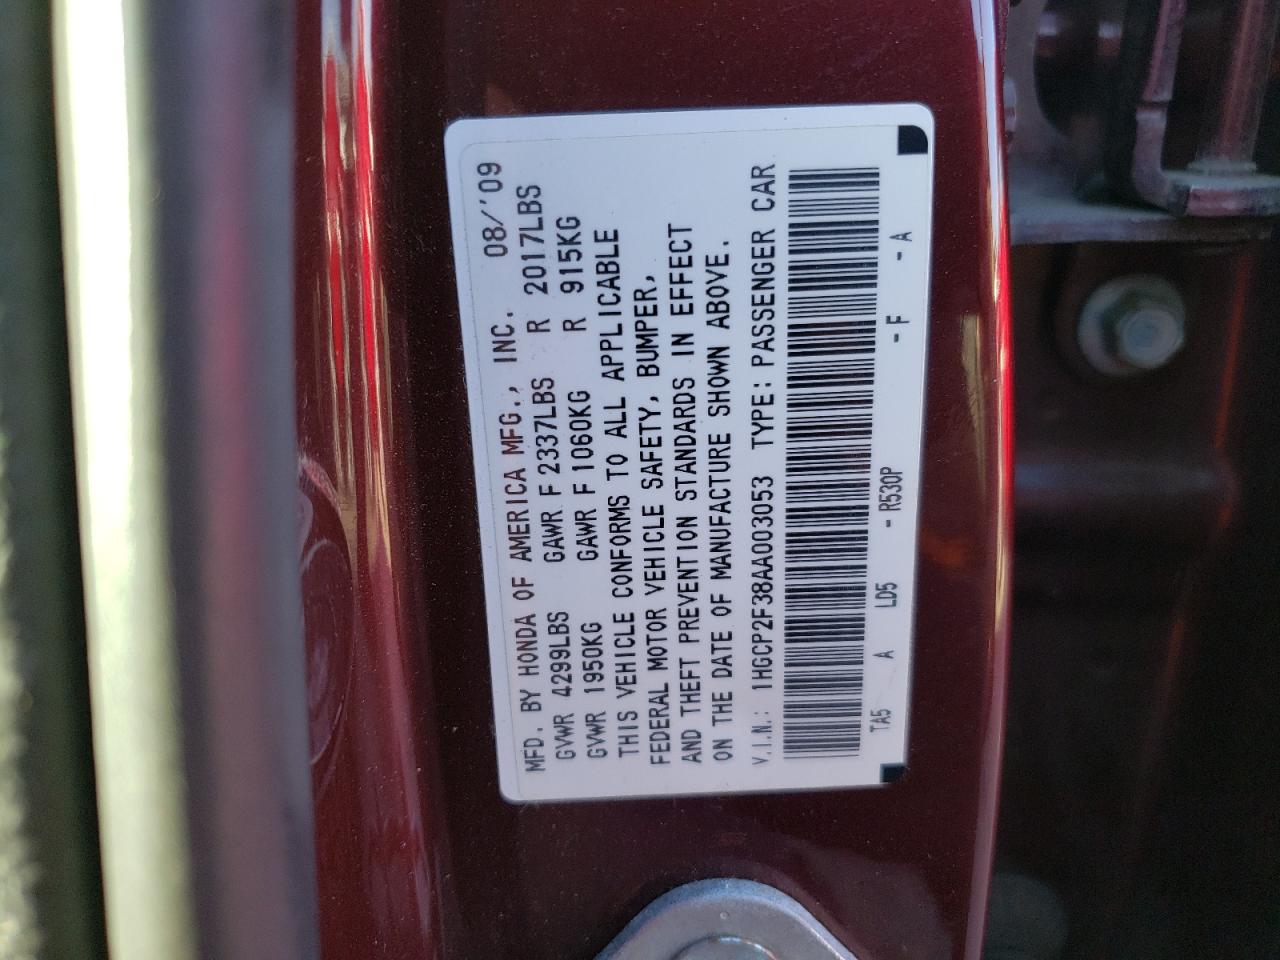 MFD. BY HONDA OF AMERICA MFG., INC. 08/'09
GVWR 4299LBS GAWR F 2337LBS R 2017LBS
GVWR 1950KG GAWR F 1060KG R 915KG
THIS VEHICLE CONFORMS TO ALL APPLICABLE
FEDERAL MOTOR VEHICLE SAFETY, BUMPER,
AND THEFT PREVENTION STANDARDS IN EFFECT
ON THE DATE OF MANUFACTURE SHOWN ABOVE.
V.I.N.: 1HGCP2F38AA003053 TYPE: PASSENGER CAR
TA5 A LD5 - R530P - F - A